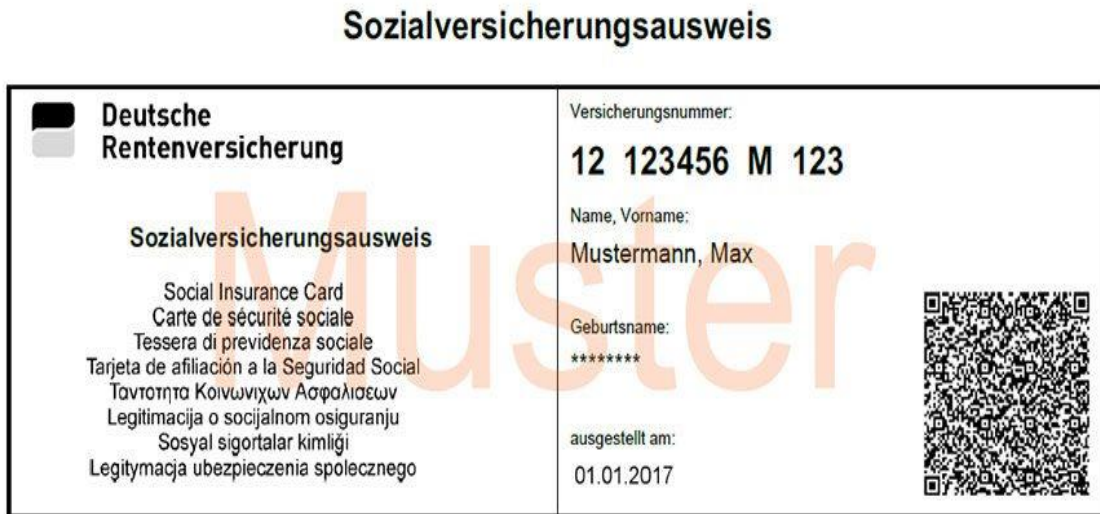 Sozialversicherungsausweis
Deutsche
Rentenversicherung
Sozialversicherungsausweis
Social Insurance Card
Carte de sécurité sociale
Tessera di previdenza sociale
Tarjeta de afiliación a la Seguridad Social
Ταντοτητα Κοινωνιχων Ασφαλισεων
Legitimacija o socijalnom osiguranju
Sosyal sigortalar kimliği
Legitymacja ubezpieczenia spolecznego
Versicherungsnummer:
12 123456 M 123
Name, Vorname:
Mustermann, Max
Geburtsname:
********
ausgestellt am:
01.01.2017
Muster